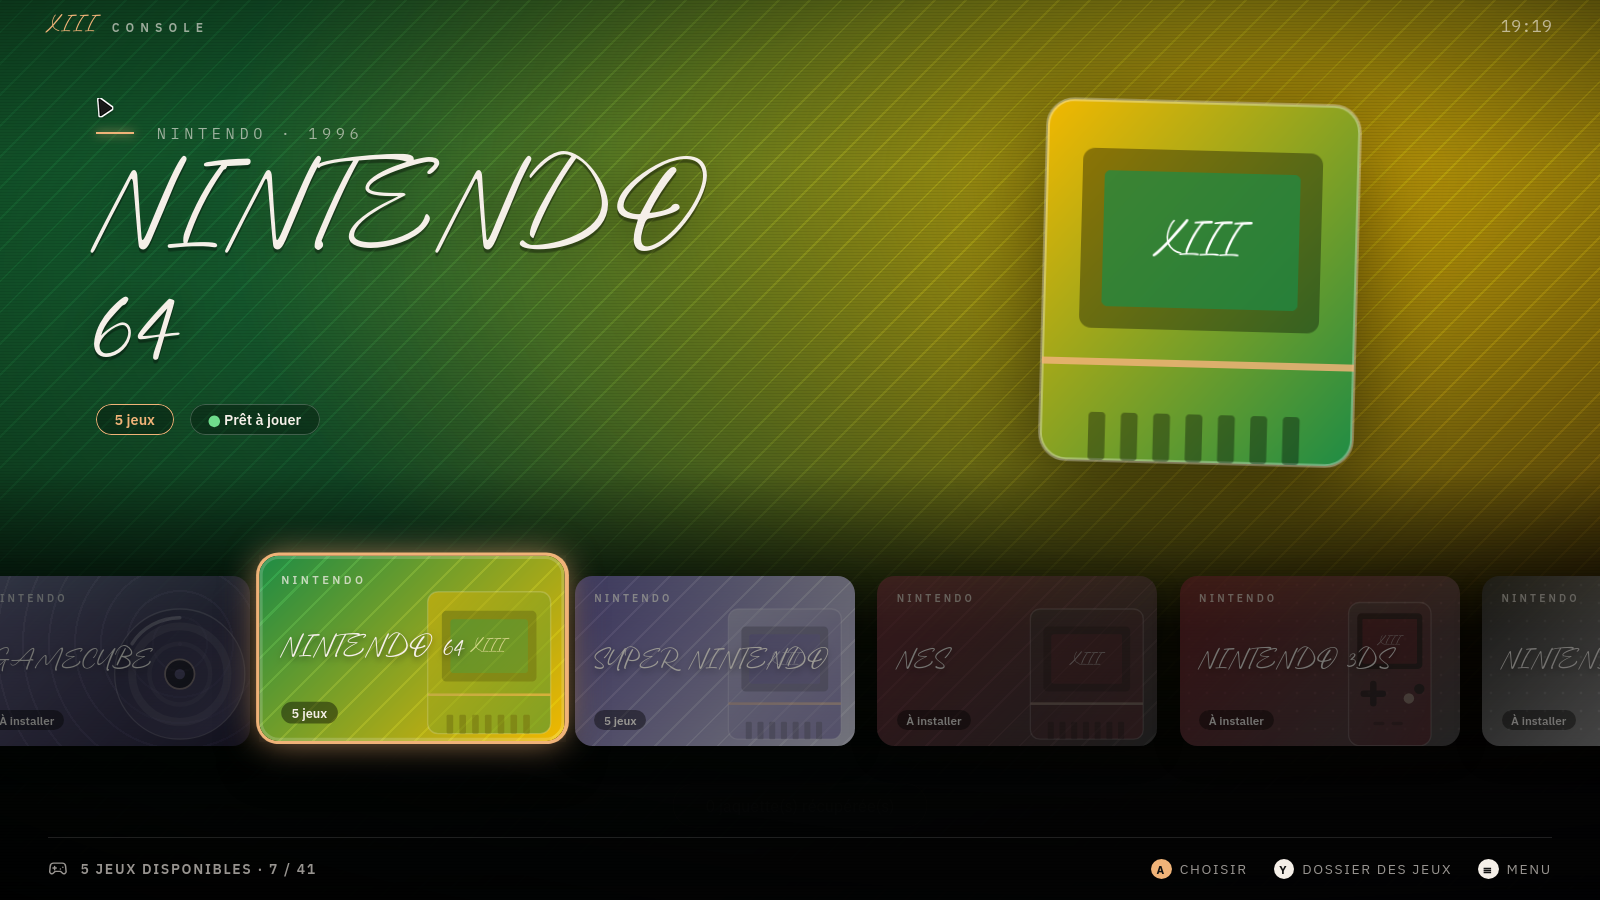 XIII CONSOLE
19:19
NINTENDO · 1996
NINTENDO
64
XIII
5 jeux
Prêt à jouer
INTENDO
GAMECUBE
À installer
NINTENDO
NINTENDO 64
XIII
5 jeux
NINTENDO
SUPER NINTENDO
5 jeux
NINTENDO
NES
XIII
À installer
NINTENDO
NINTENDO 3DS
XIII
À installer
NINTENDO
NINTEN
À installer
5 JEUX DISPONIBLES · 7 / 41
A CHOISIR
Y DOSSIER DES JEUX
≡ MENU